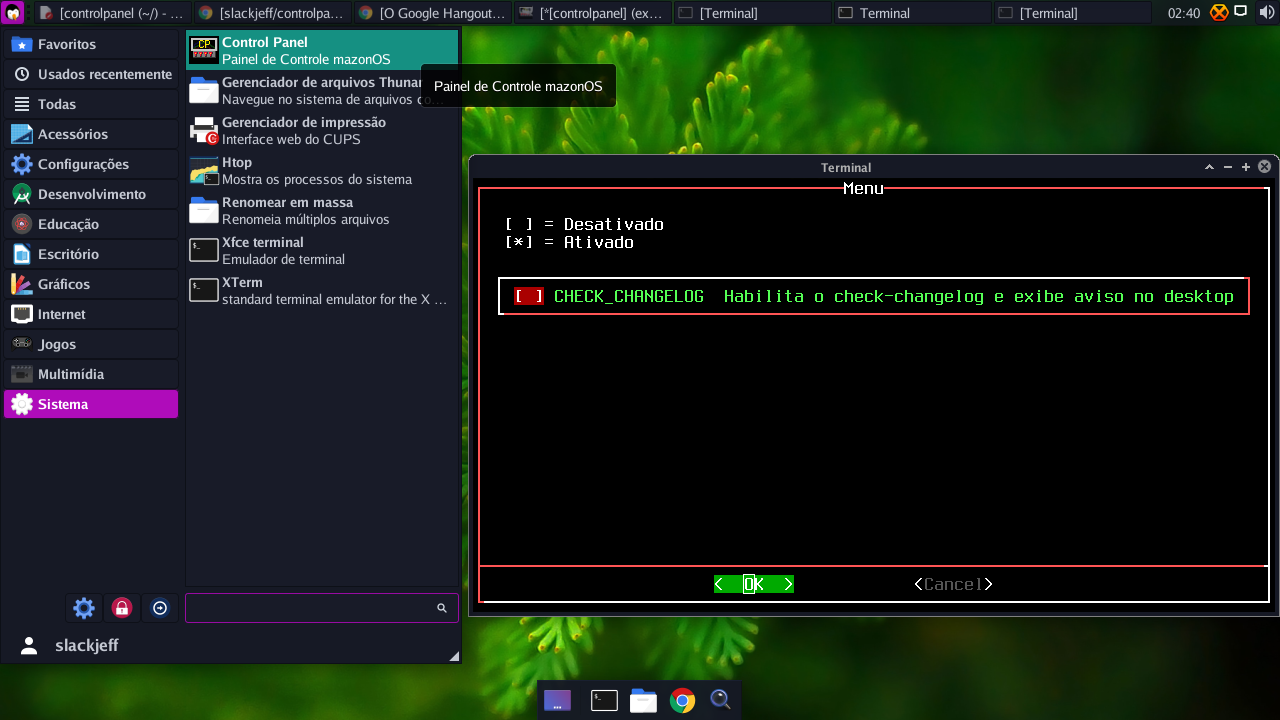 [controlpanel (~/) - ...
[slackjeff/controlpa...
[O Google Hangout...
[*[controlpanel] (ex...
[Terminal]
Terminal
[Terminal]
02:40
Favoritos
Usados recentemente
Todas
Acessórios
Configurações
Desenvolvimento
Educação
Escritório
Gráficos
Internet
Jogos
Multimídia
Sistema
CP
Control Panel
Painel de Controle mazonOS
Gerenciador de arquivos Thunar
Navegue no sistema de arquivos co...
Gerenciador de impressão
Interface web do CUPS
Htop
Mostra os processos do sistema
Renomear em massa
Renomeia múltiplos arquivos
Xfce terminal
Emulador de terminal
XTerm
standard terminal emulator for the X ...
Painel de Controle mazonOS
slackjeff
Terminal
Menu
[ ] = Desativado
[*] = Ativado
[ ] CHECK_CHANGELOG Habilita o check-changelog e exibe aviso no desktop
< OK >
<Cancel>